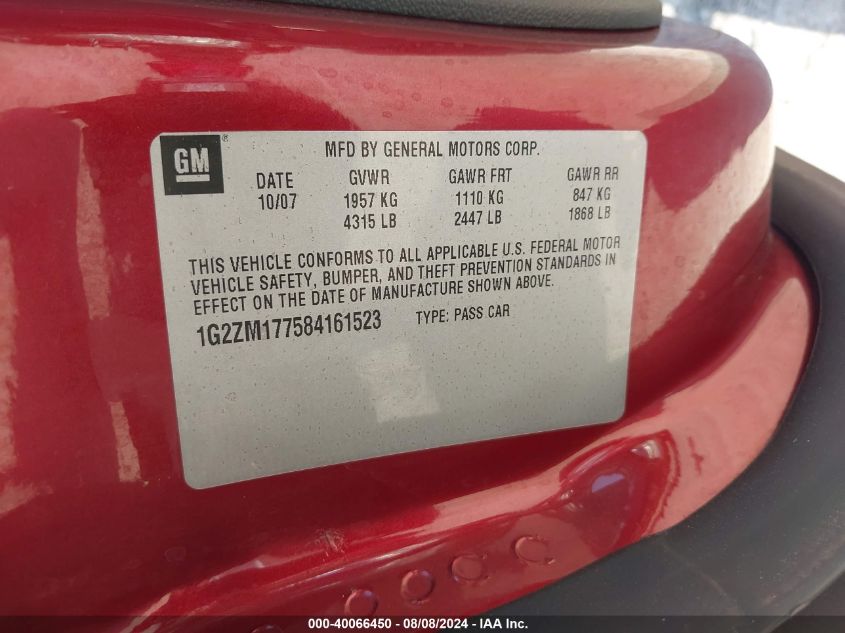 GM ®
MFD BY GENERAL MOTORS CORP.
DATE GVWR GAWR FRT GAWR RR
10/07 1957 KG 1110 KG 847 KG
4315 LB 2447 LB 1868 LB
THIS VEHICLE CONFORMS TO ALL APPLICABLE U.S. FEDERAL MOTOR
VEHICLE SAFETY, BUMPER, AND THEFT PREVENTION STANDARDS IN
EFFECT ON THE DATE OF MANUFACTURE SHOWN ABOVE.
1G2ZM177584161523 TYPE: PASS CAR
000-40066450 - 08/08/2024 - IAA Inc.